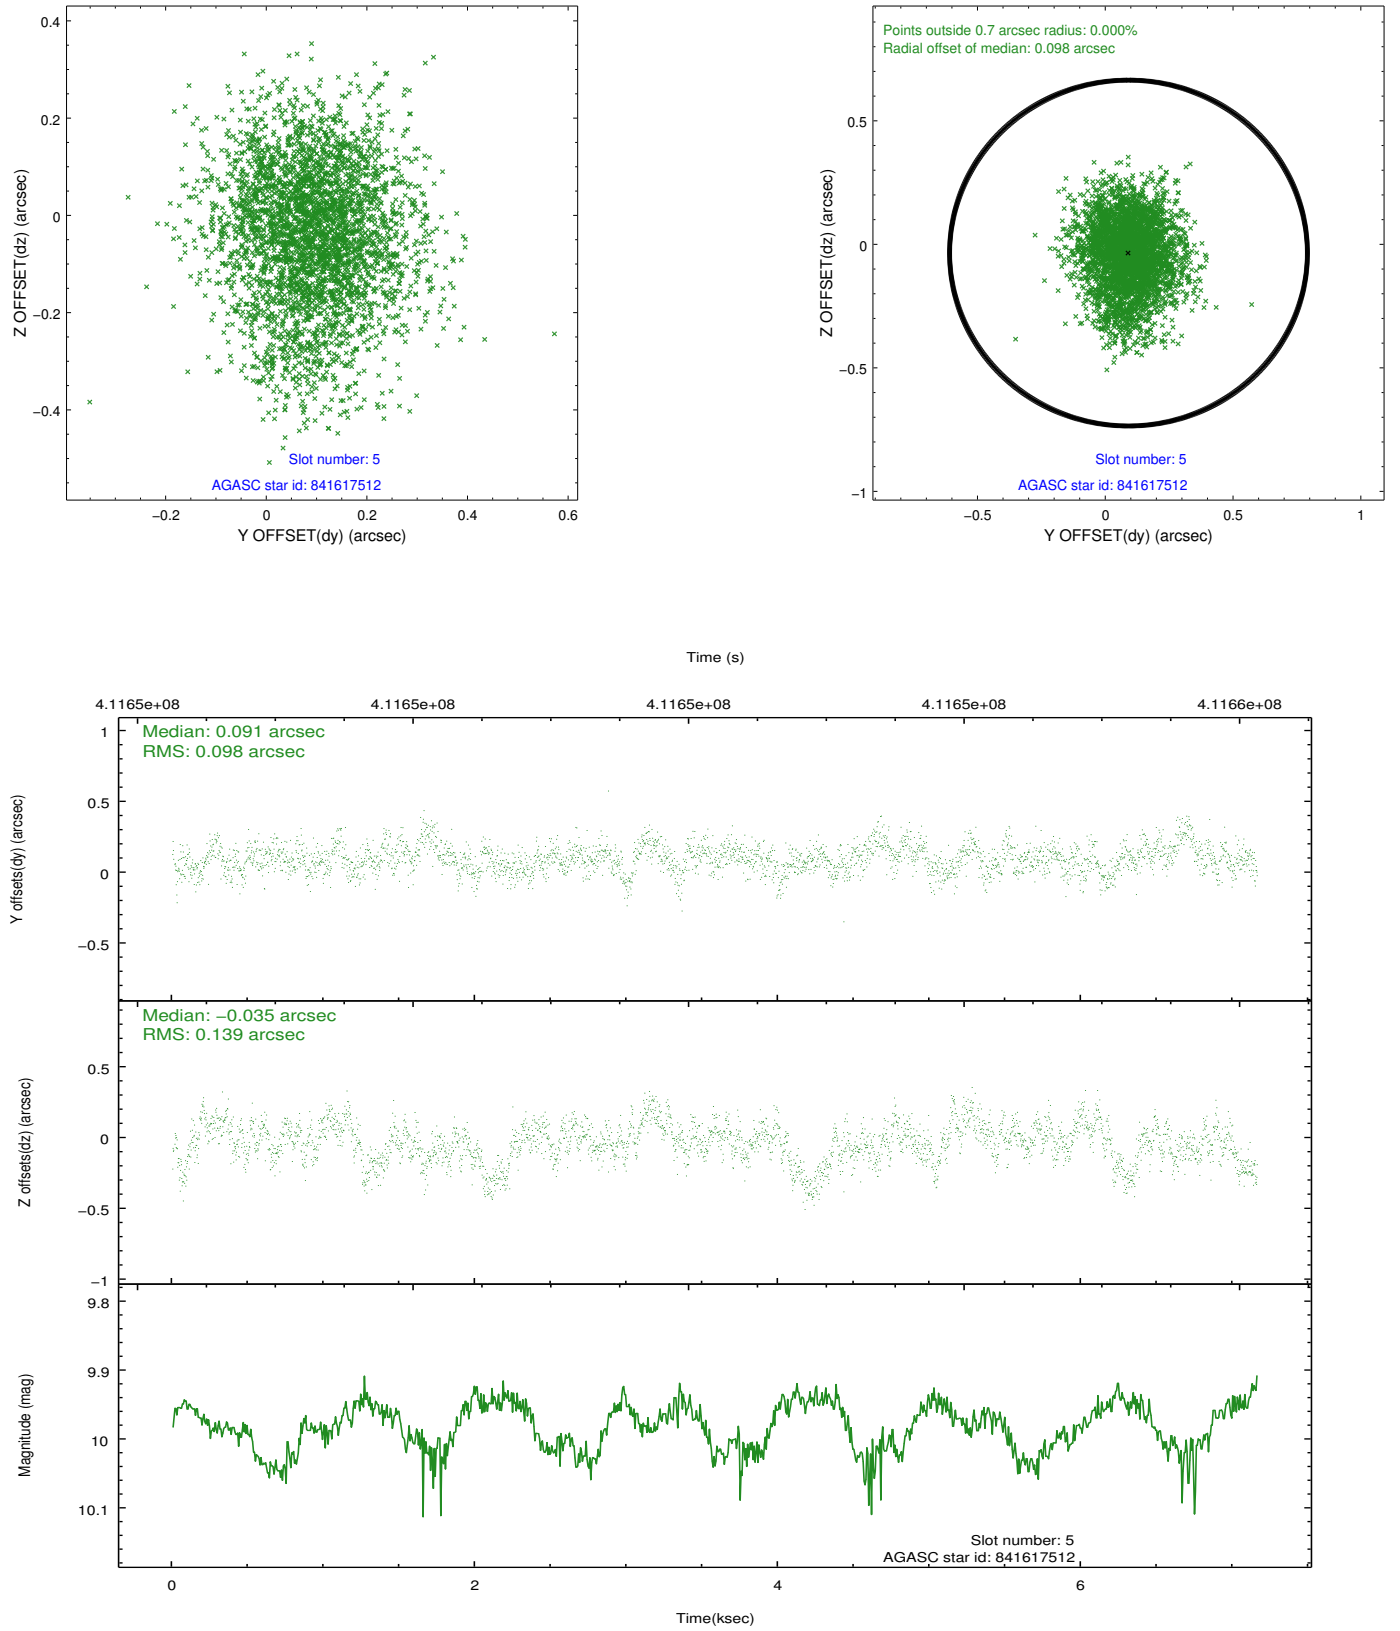 0.4
0.2
0
−0.2
−0.4
Z OFFSET(dz) (arcsec)
Slot number: 5
AGASC star id: 841617512
−0.2 0 0.2 0.4 0.6
Y OFFSET(dy) (arcsec)
Points outside 0.7 arcsec radius: 0.000%
Radial offset of median: 0.098 arcsec
0.5
0
−0.5
−1
Z OFFSET(dz) (arcsec)
Slot number: 5
AGASC star id: 841617512
−0.5 0 0.5 1
Y OFFSET(dy) (arcsec)
Time (s)
4.1165e+08 4.1165e+08 4.1165e+08 4.1165e+08 4.1166e+08
Median: 0.091 arcsec
RMS: 0.098 arcsec
1
0.5
0
−0.5
Y offsets(dy) (arcsec)
Median: −0.035 arcsec
RMS: 0.139 arcsec
0.5
0
−0.5
−1
Z offsets(dz) (arcsec)
9.8
9.9
10
10.1
Magnitude (mag)
Slot number: 5
AGASC star id: 841617512
0 2 4 6
Time(ksec)